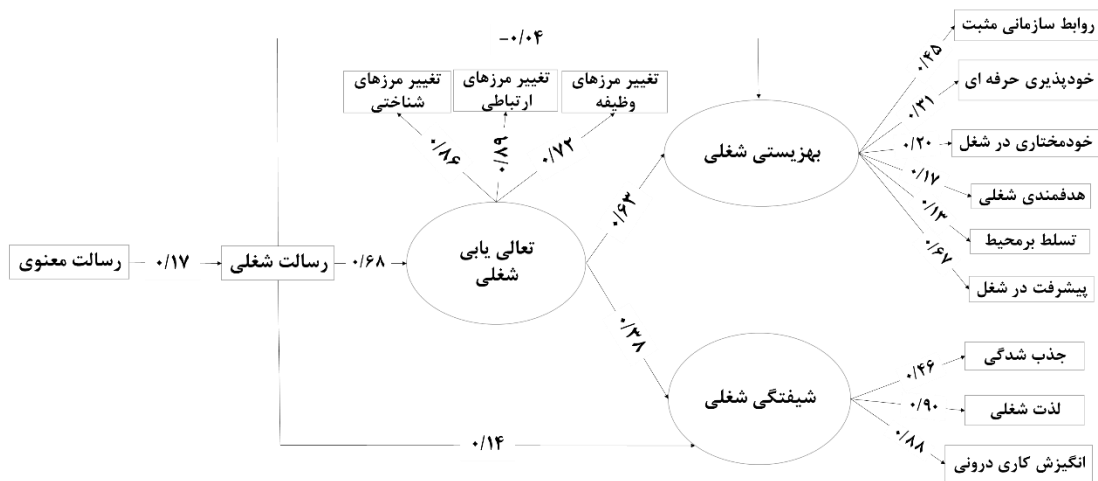 -۰/۰۴
روابط سازمانی مثبت
۰/۴۵
خودپذیری حرفه ای
۰/۳۱
خودمختاری در شغل
۰/۲۰
هدفمندی شغلی
۰/۱۷
تسلط برمحیط
۰/۱۳
پیشرفت در شغل
۰/۶۷
بهزیستی شغلی
تغییر مرزهای
وظیفه
تغییر مرزهای
ارتباطی
تغییر مرزهای
شناختی
۰/۷۲
۰/۸۹
۰/۸۶
۰/۶۳
تعالی یابی
شغلی
۰/۶۸
رسالت شغلی
۰/۱۷
رسالت معنوی
۰/۳۸
شیفتگی شغلی
جذب شدگی
۰/۴۶
لذت شغلی
۰/۹۰
انگیزش کاری درونی
۰/۸۸
۰/۱۴